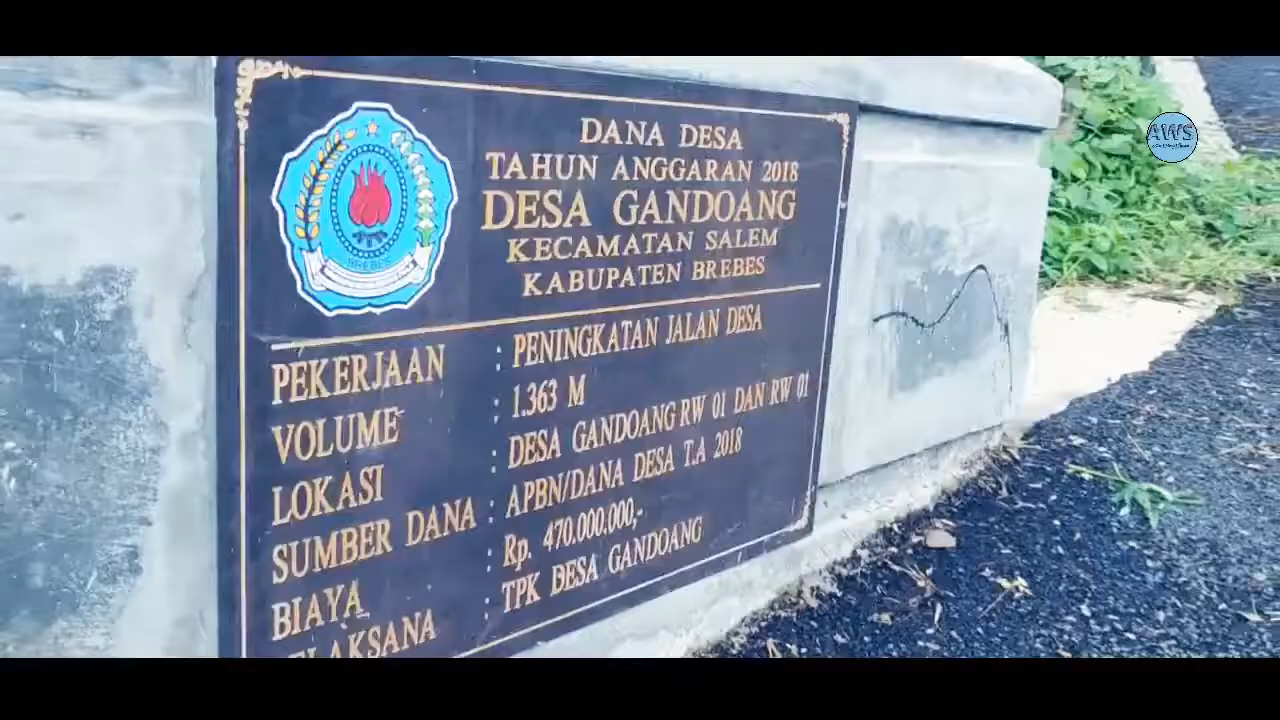 DANA DESA
TAHUN ANGGARAN 2018
DESA GANDOANG
KECAMATAN SALEM
KABUPATEN BREBES
BREBES
PEKERJAAN : PENINGKATAN JALAN DESA
VOLUME : 1.363 M
LOKASI : DESA GANDOANG RW 01 DAN RW 01
SUMBER DANA : APBN/DANA DESA T.A 2018
BIAYA : Rp. 470.000.000,-
PELAKSANA : TPK DESA GANDOANG
AWS